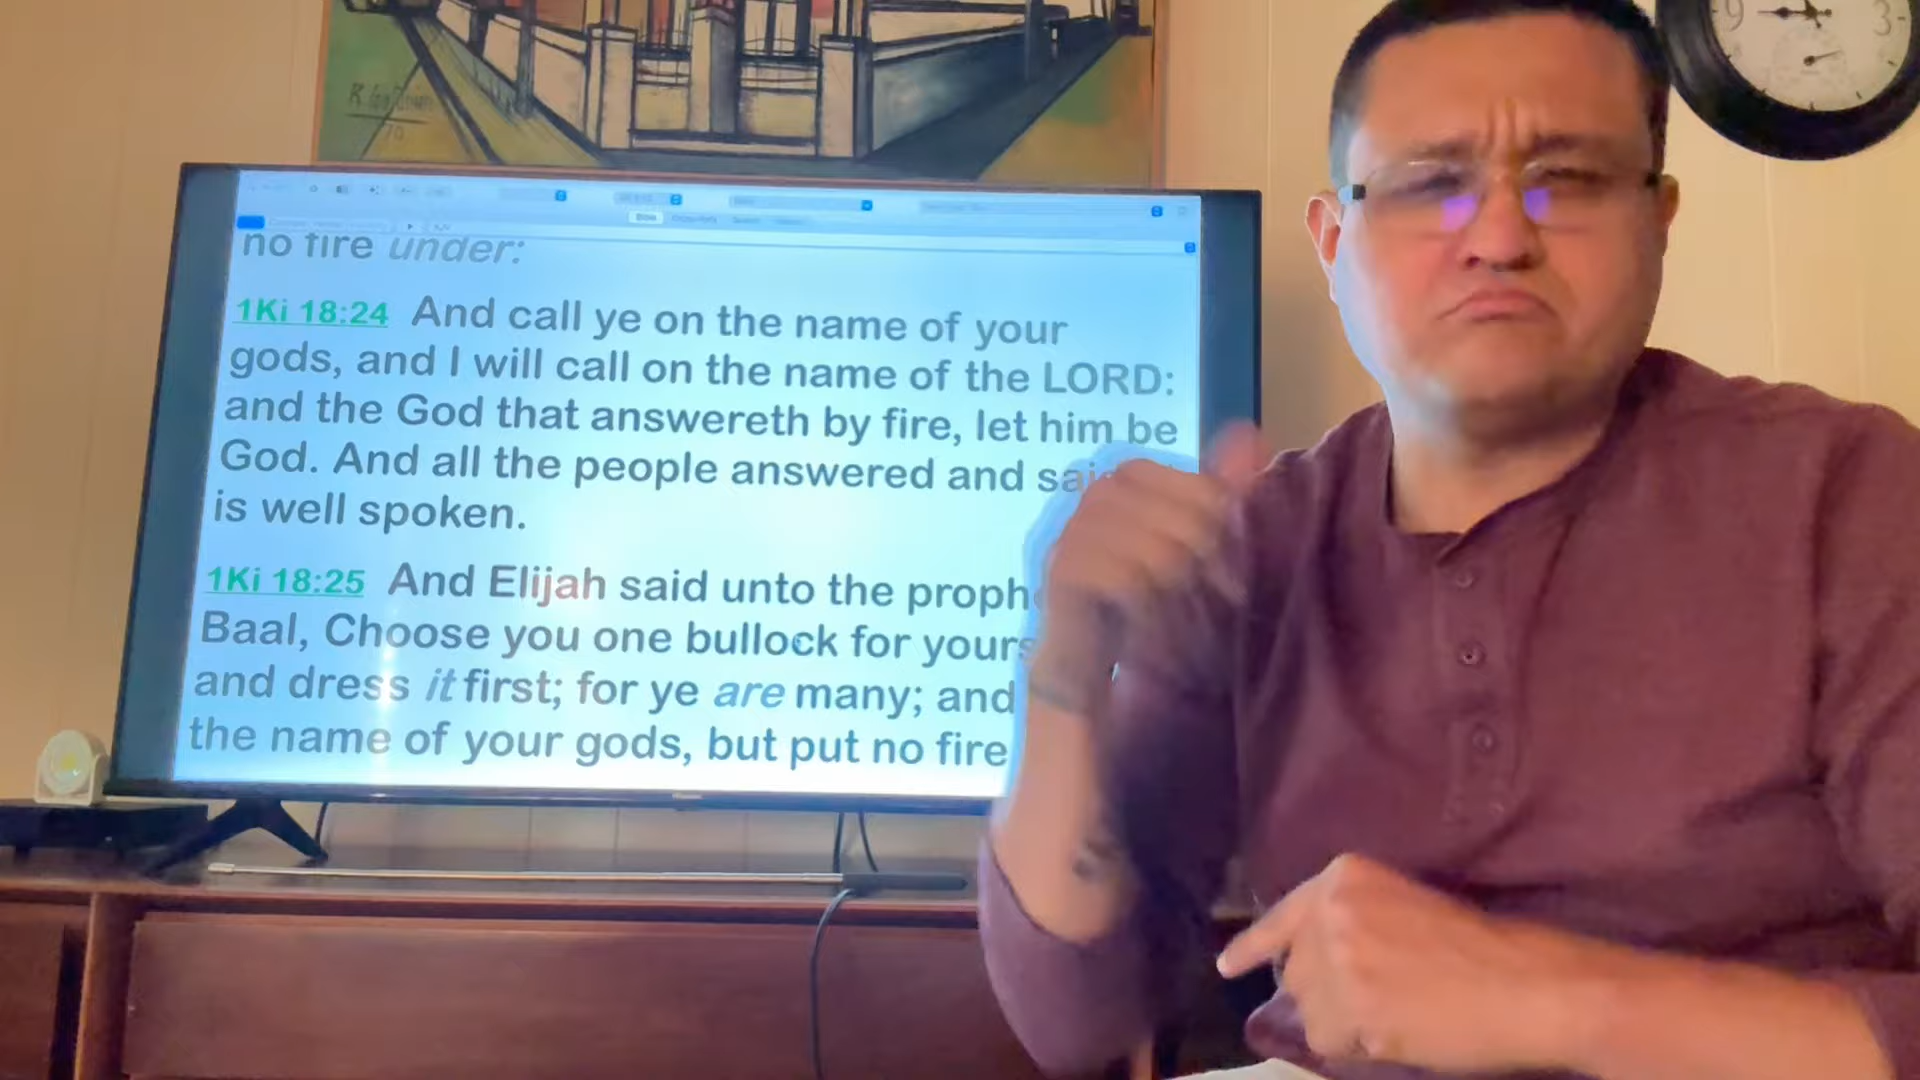 no fire under:
1Ki 18:24 And call ye on the name of your
gods, and I will call on the name of the LORD:
and the God that answereth by fire, let him be
God. And all the people answered and
is well spoken.
1Ki 18:25 And Elijah said unto the
Baal, Choose you one bullock for
and dress it first; for ye are many; and
the name of your gods, but put no fire
70
9
3